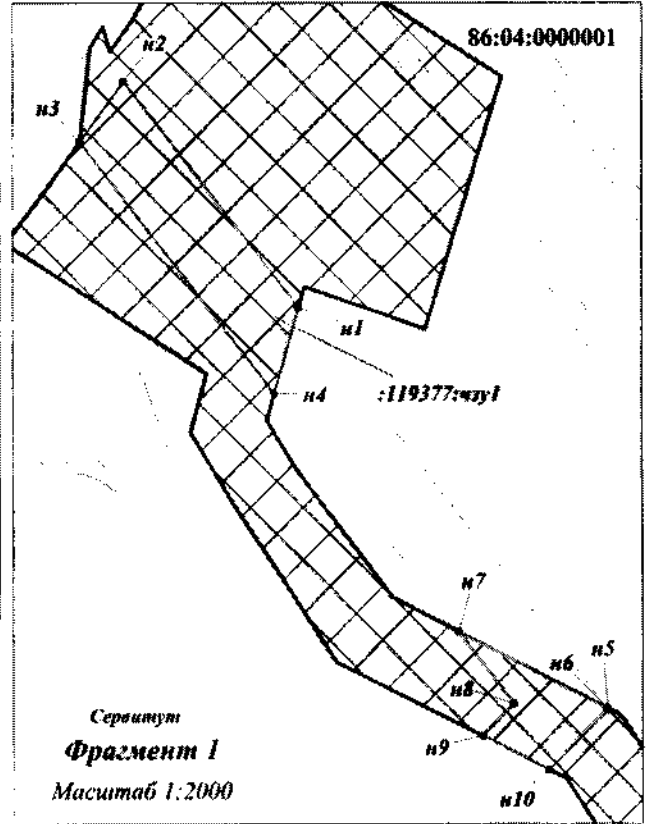 86:04:0000001
н2
н3
н1
н4
:119377:чзу1
н7
н6
н5
н8
н9
н10
Сервитут
Фрагмент 1
Масштаб 1:2000